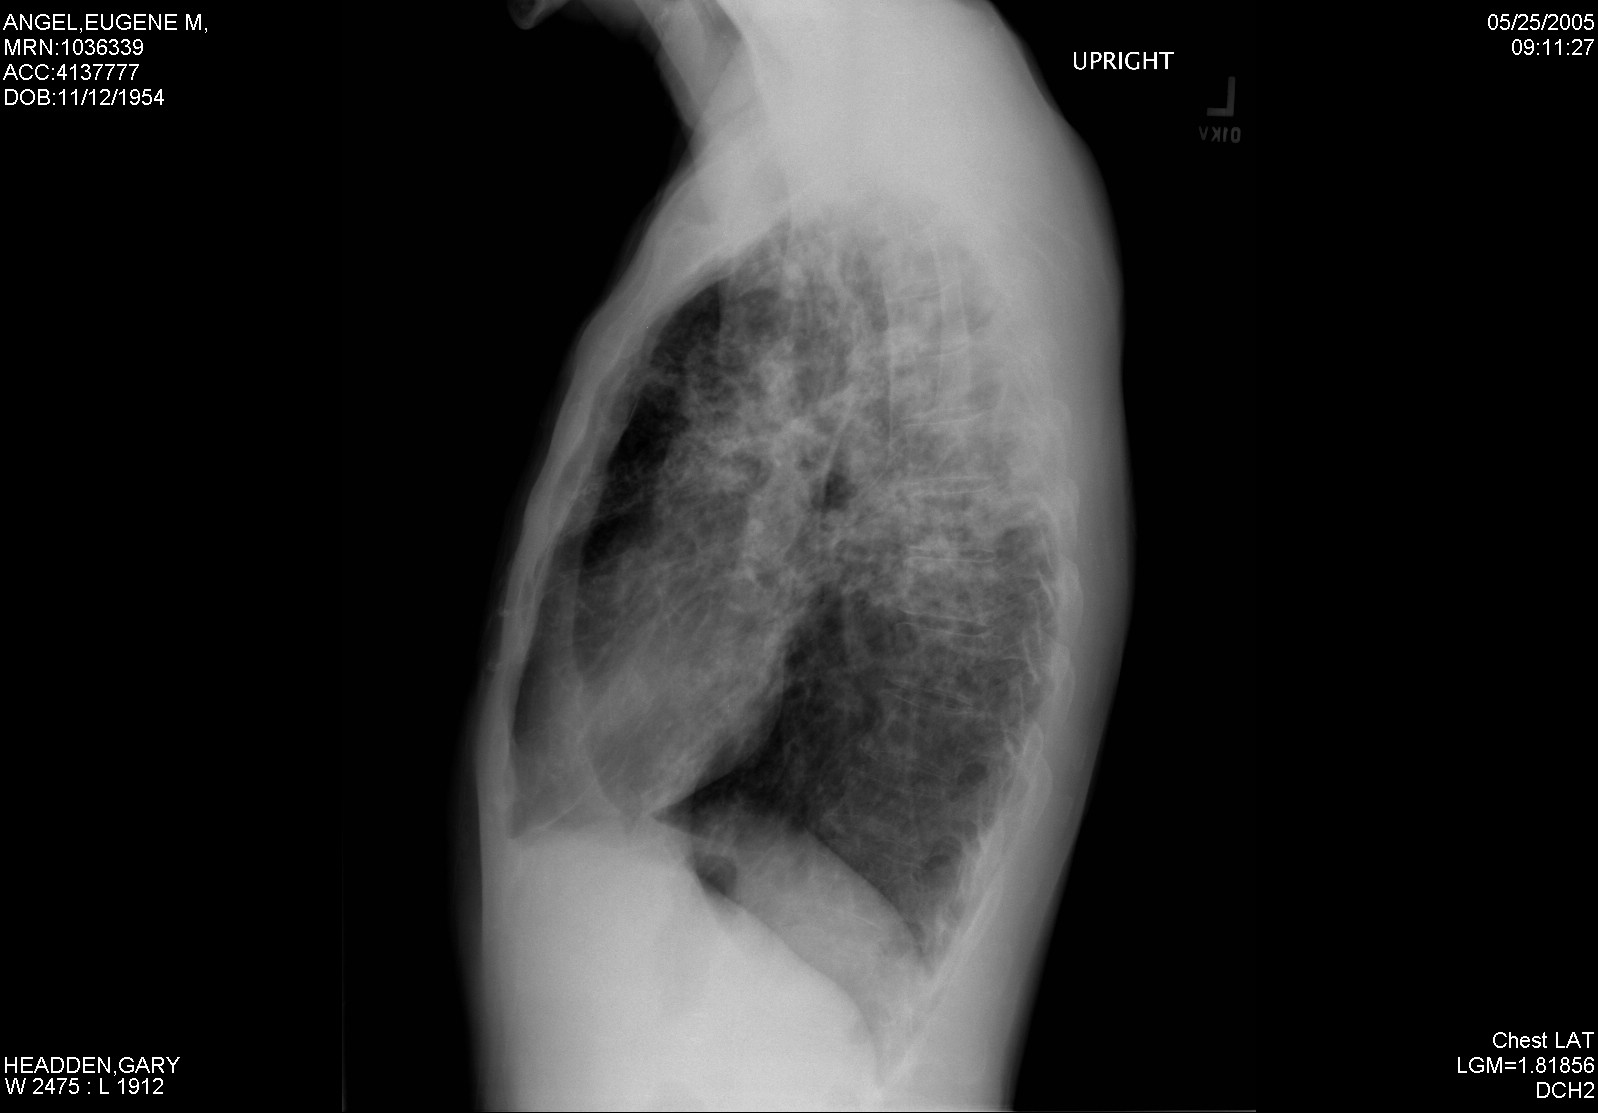 ANGEL,EUGENE M,
MRN:1036339
ACC:4137777
DOB:11/12/1954
05/25/2005
09:11:27
UPRIGHT
L
01KV
HEADDEN,GARY
W 2475 : L 1912
Chest LAT
LGM=1.81856
DCH2